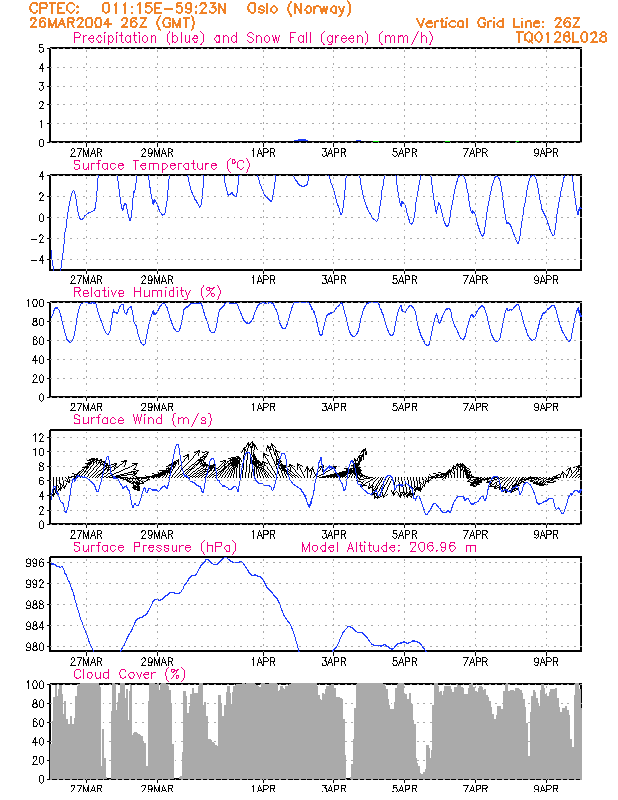 CPTEC: 011:15E-59:23N Oslo (Norway)
26MAR2004 26Z (GMT) Vertical Grid Line: 26Z
Precipitation (blue) and Snow Fall (green) (mm/h) TQ0126L028
5
4
3
2
1
0
27MAR 29MAR 1APR 3APR 5APR 7APR 9APR
Surface Temperature (°C)
4
2
0
-2
-4
27MAR 29MAR 1APR 3APR 5APR 7APR 9APR
Relative Humidity (%)
100
80
60
40
20
0
27MAR 29MAR 1APR 3APR 5APR 7APR 9APR
Surface Wind (m/s)
12
10
8
6
4
2
0
27MAR 29MAR 1APR 3APR 5APR 7APR 9APR
Surface Pressure (hPa) Model Altitude: 206.96 m
996
992
988
984
980
27MAR 29MAR 1APR 3APR 5APR 7APR 9APR
Cloud Cover (%)
100
80
60
40
20
0
27MAR 29MAR 1APR 3APR 5APR 7APR 9APR